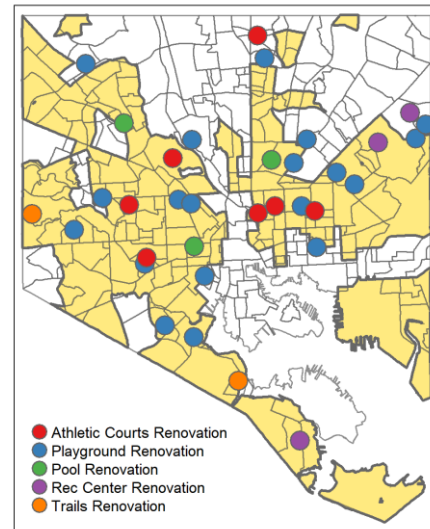 Athletic Courts Renovation
Playground Renovation
Pool Renovation
Rec Center Renovation
Trails Renovation